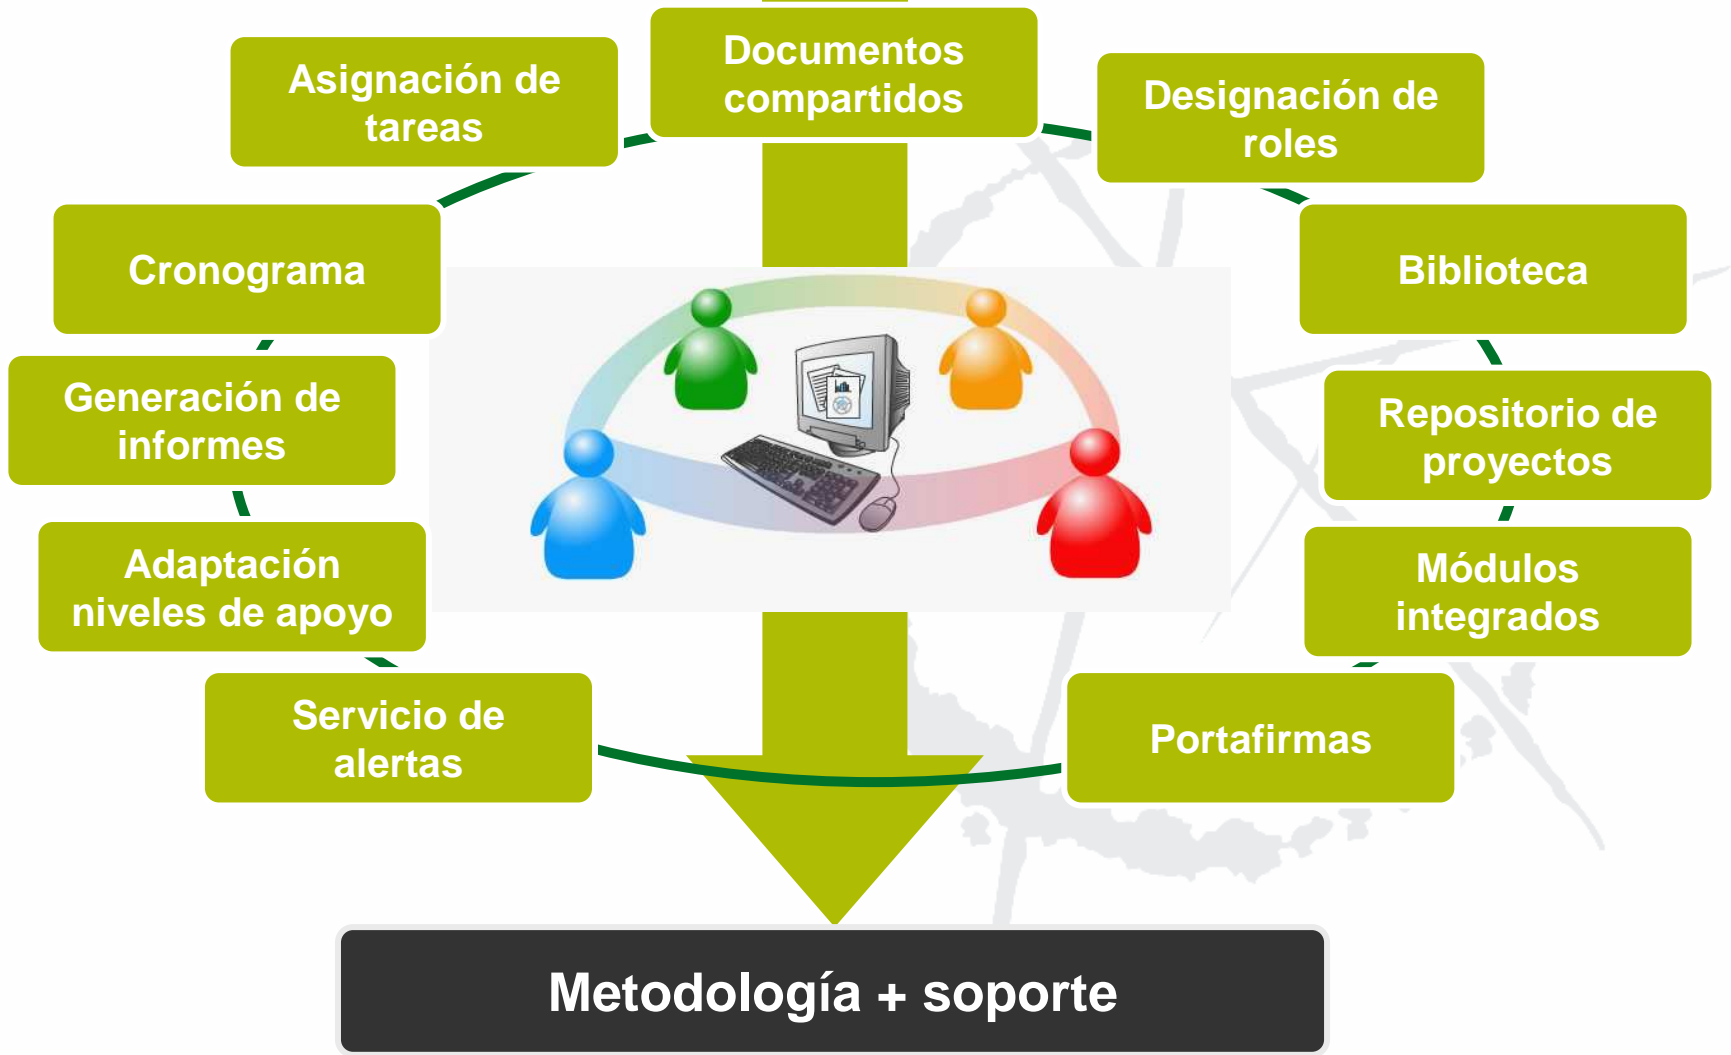 Documentos
compartidos
Asignación de
tareas
Designación de
roles
Cronograma
Biblioteca
Generación de
informes
Repositorio de
proyectos
Adaptación
niveles de apoyo
Módulos
integrados
Servicio de
alertas
Portafirmas
Metodología + soporte